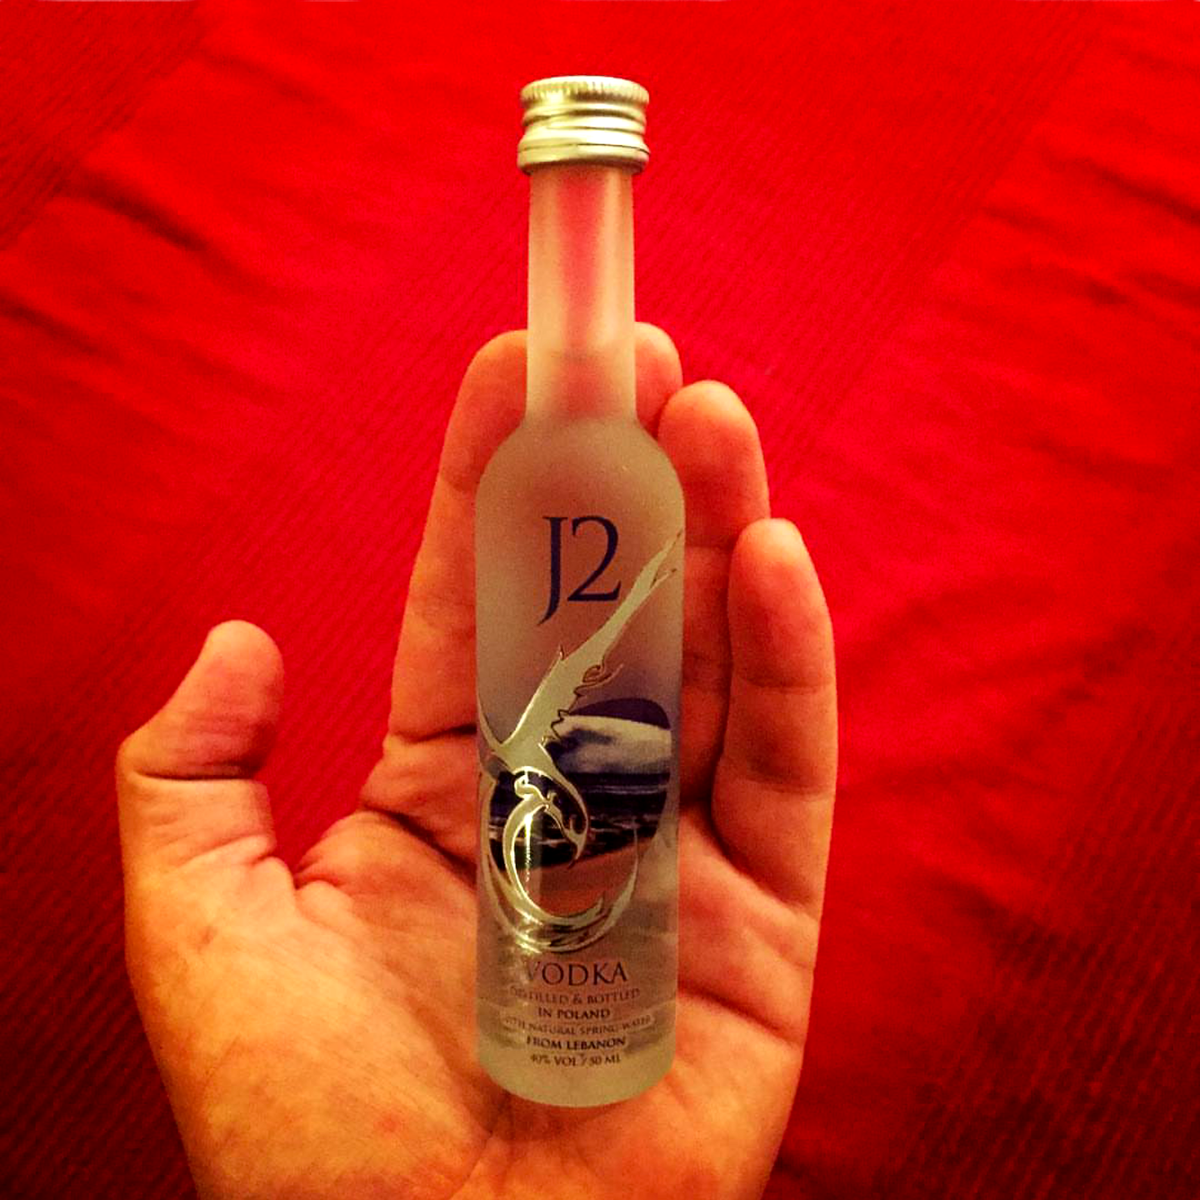 J2
VODKA
DISTILLED & BOTTLED
IN POLAND
WITH NATURAL SPRING WATER
FROM LEBANON
40% VOL / 50 ML